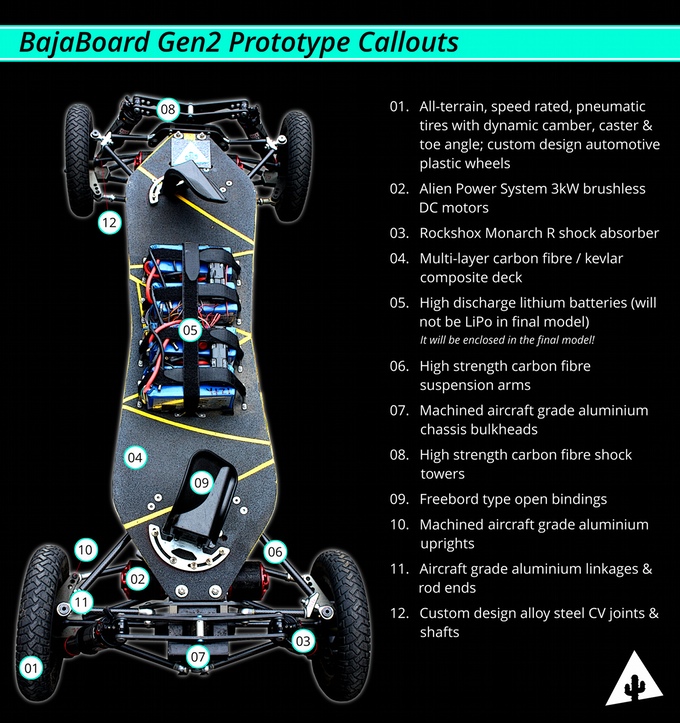 BajaBoard Gen2 Prototype Callouts
08
12
05
04
09
10
06
02
11
03
07
01
01. All-terrain, speed rated, pneumatic
tires with dynamic camber, caster &
toe angle; custom design automotive
plastic wheels
02. Alien Power System 3kW brushless
DC motors
03. Rockshox Monarch R shock absorber
04. Multi-layer carbon fibre / kevlar
composite deck
05. High discharge lithium batteries (will
not be LiPo in final model)
It will be enclosed in the final model!
06. High strength carbon fibre
suspension arms
07. Machined aircraft grade aluminium
chassis bulkheads
08. High strength carbon fibre shock
towers
09. Freebord type open bindings
10. Machined aircraft grade aluminium
uprights
11. Aircraft grade aluminium linkages &
rod ends
12. Custom design alloy steel CV joints &
shafts